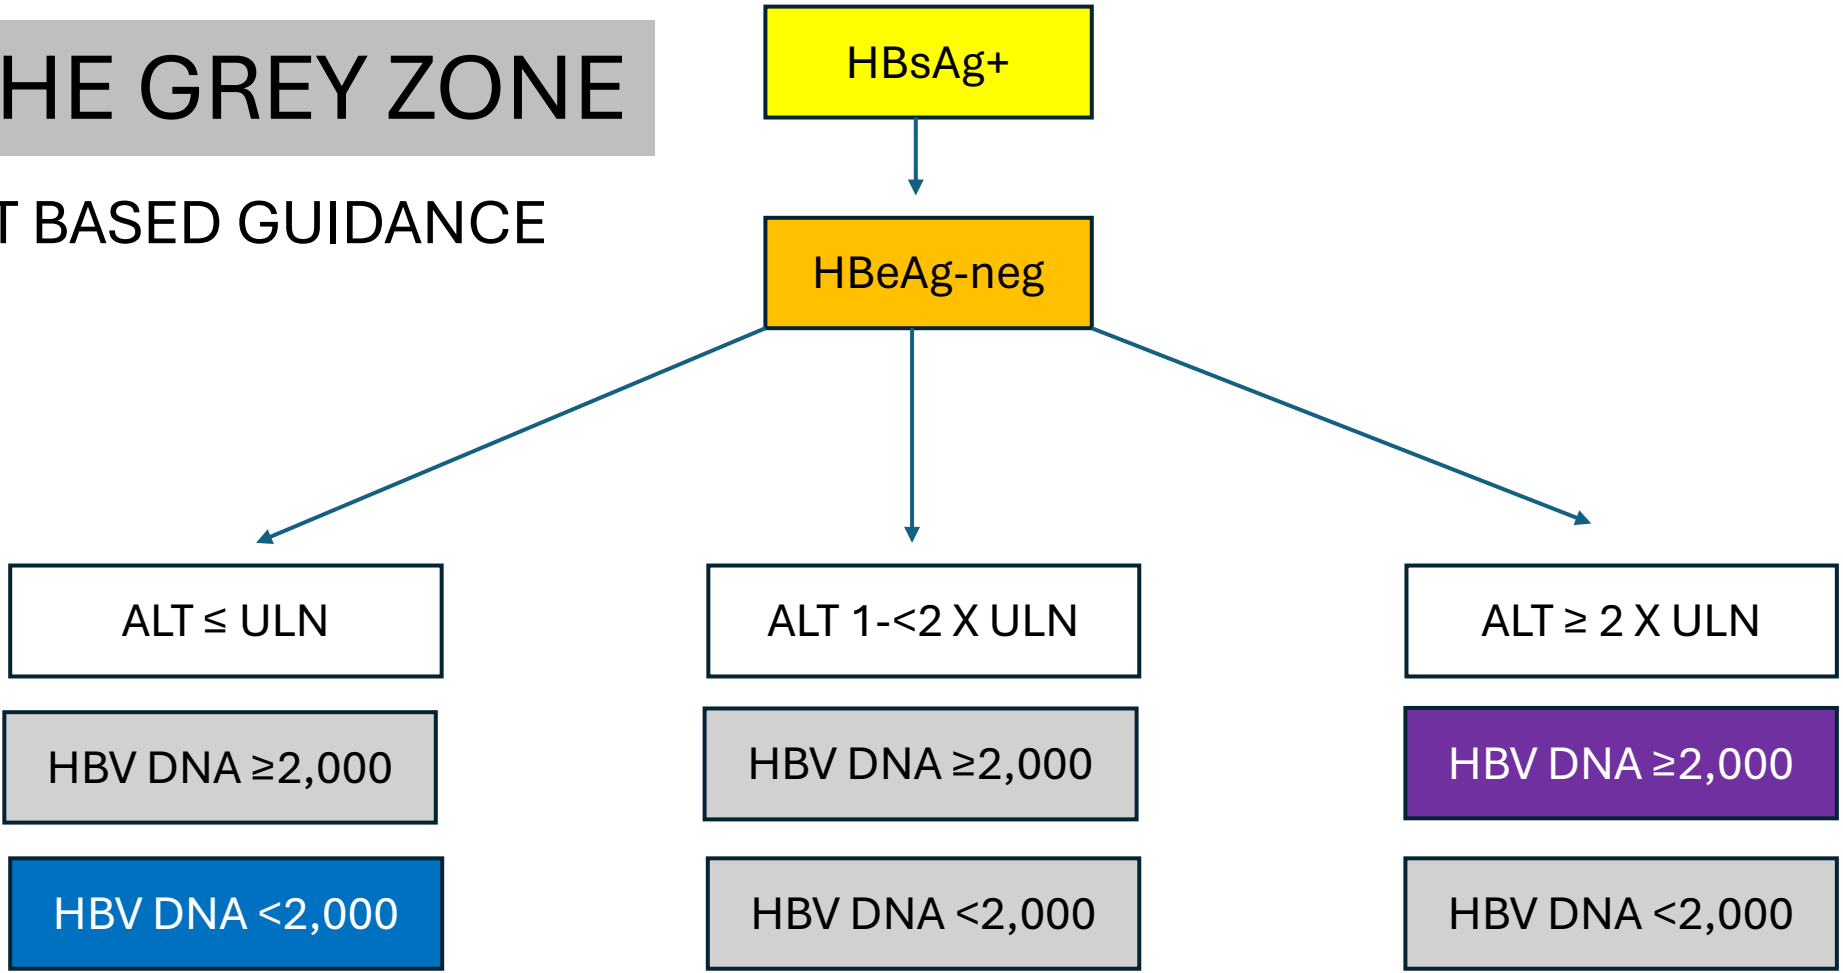 HE GREY ZONE
T BASED GUIDANCE
HBsAg+
HBeAg-neg
ALT ≤ ULN
ALT 1-<2 X ULN
ALT ≥ 2 X ULN
HBV DNA ≥2,000
HBV DNA ≥2,000
HBV DNA ≥2,000
HBV DNA <2,000
HBV DNA <2,000
HBV DNA <2,000